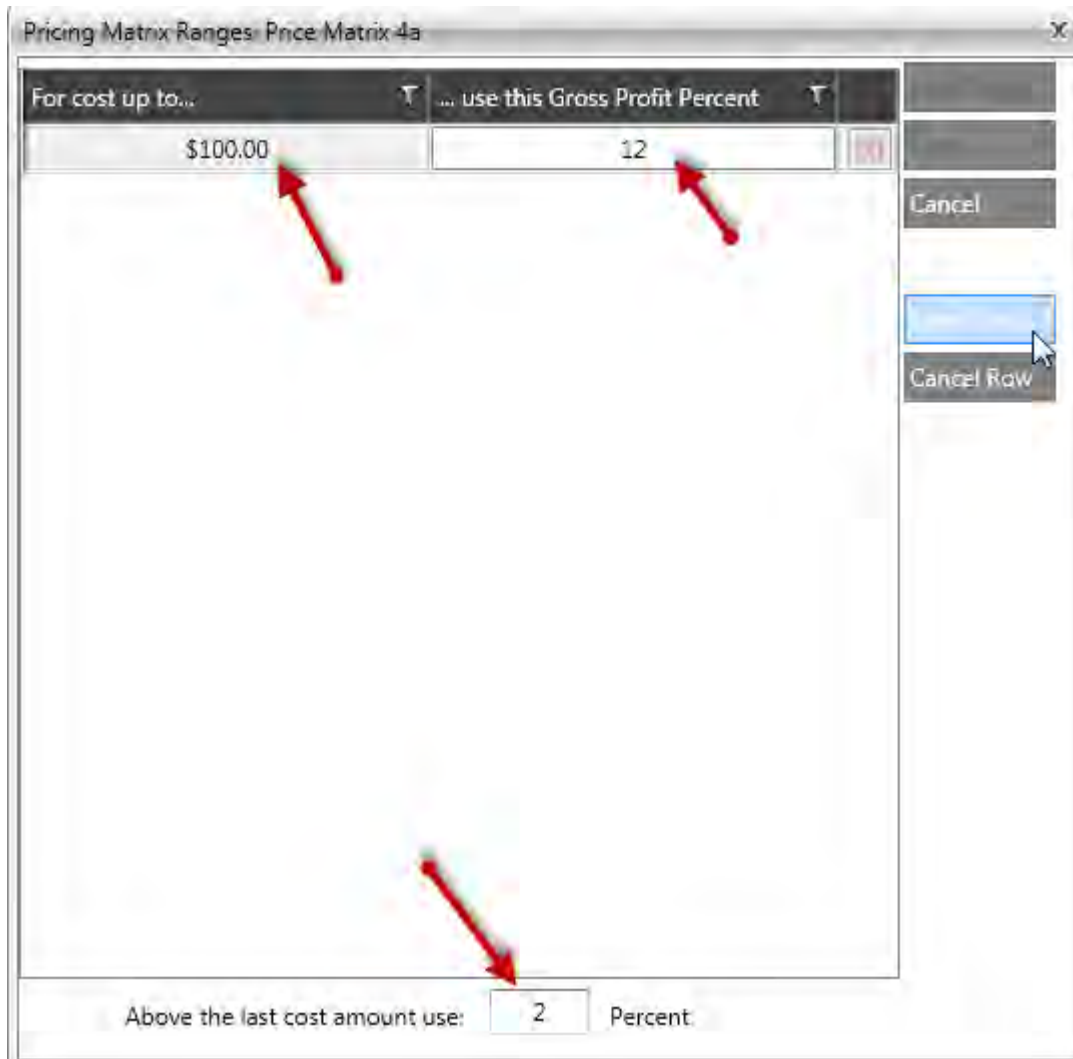 Pricing Matrix Ranges: Price Matrix 4a
For cost up to... ... use this Gross Profit Percent
$100.00 12
Cancel
Cancel Row
Above the last cost amount use: 2 Percent